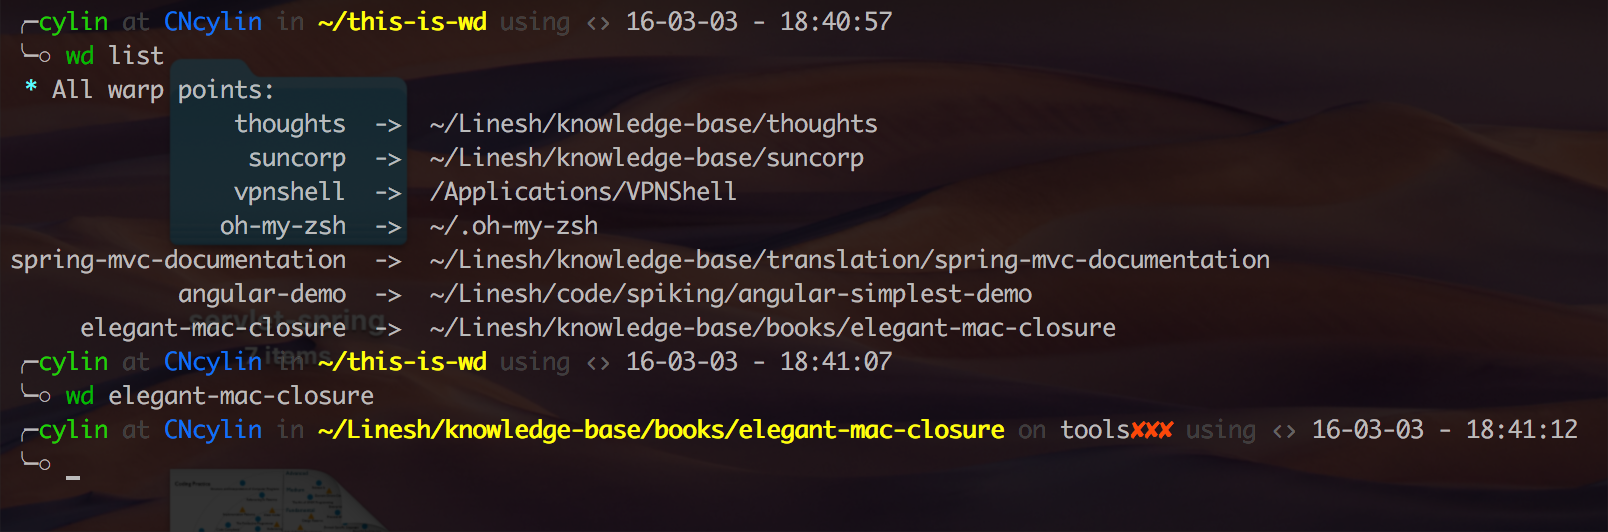 ╭─cylin at CNcylin in ~/this-is-wd using <> 16-03-03 - 18:40:57
╰─○ wd list
* All warp points:
thoughts -> ~/Linesh/knowledge-base/thoughts
suncorp -> ~/Linesh/knowledge-base/suncorp
vpnshell -> /Applications/VPNShell
oh-my-zsh -> ~/.oh-my-zsh
spring-mvc-documentation -> ~/Linesh/knowledge-base/translation/spring-mvc-documentation
angular-demo -> ~/Linesh/code/spiking/angular-simplest-demo
servlet-spring
elegant-mac-closure -> ~/Linesh/knowledge-base/books/elegant-mac-closure
7 items
╭─cylin at CNcylin in ~/this-is-wd using <> 16-03-03 - 18:41:07
╰─○ wd elegant-mac-closure
╭─cylin at CNcylin in ~/Linesh/knowledge-base/books/elegant-mac-closure on tools✘✘✘ using <> 16-03-03 - 18:41:12
╰─○